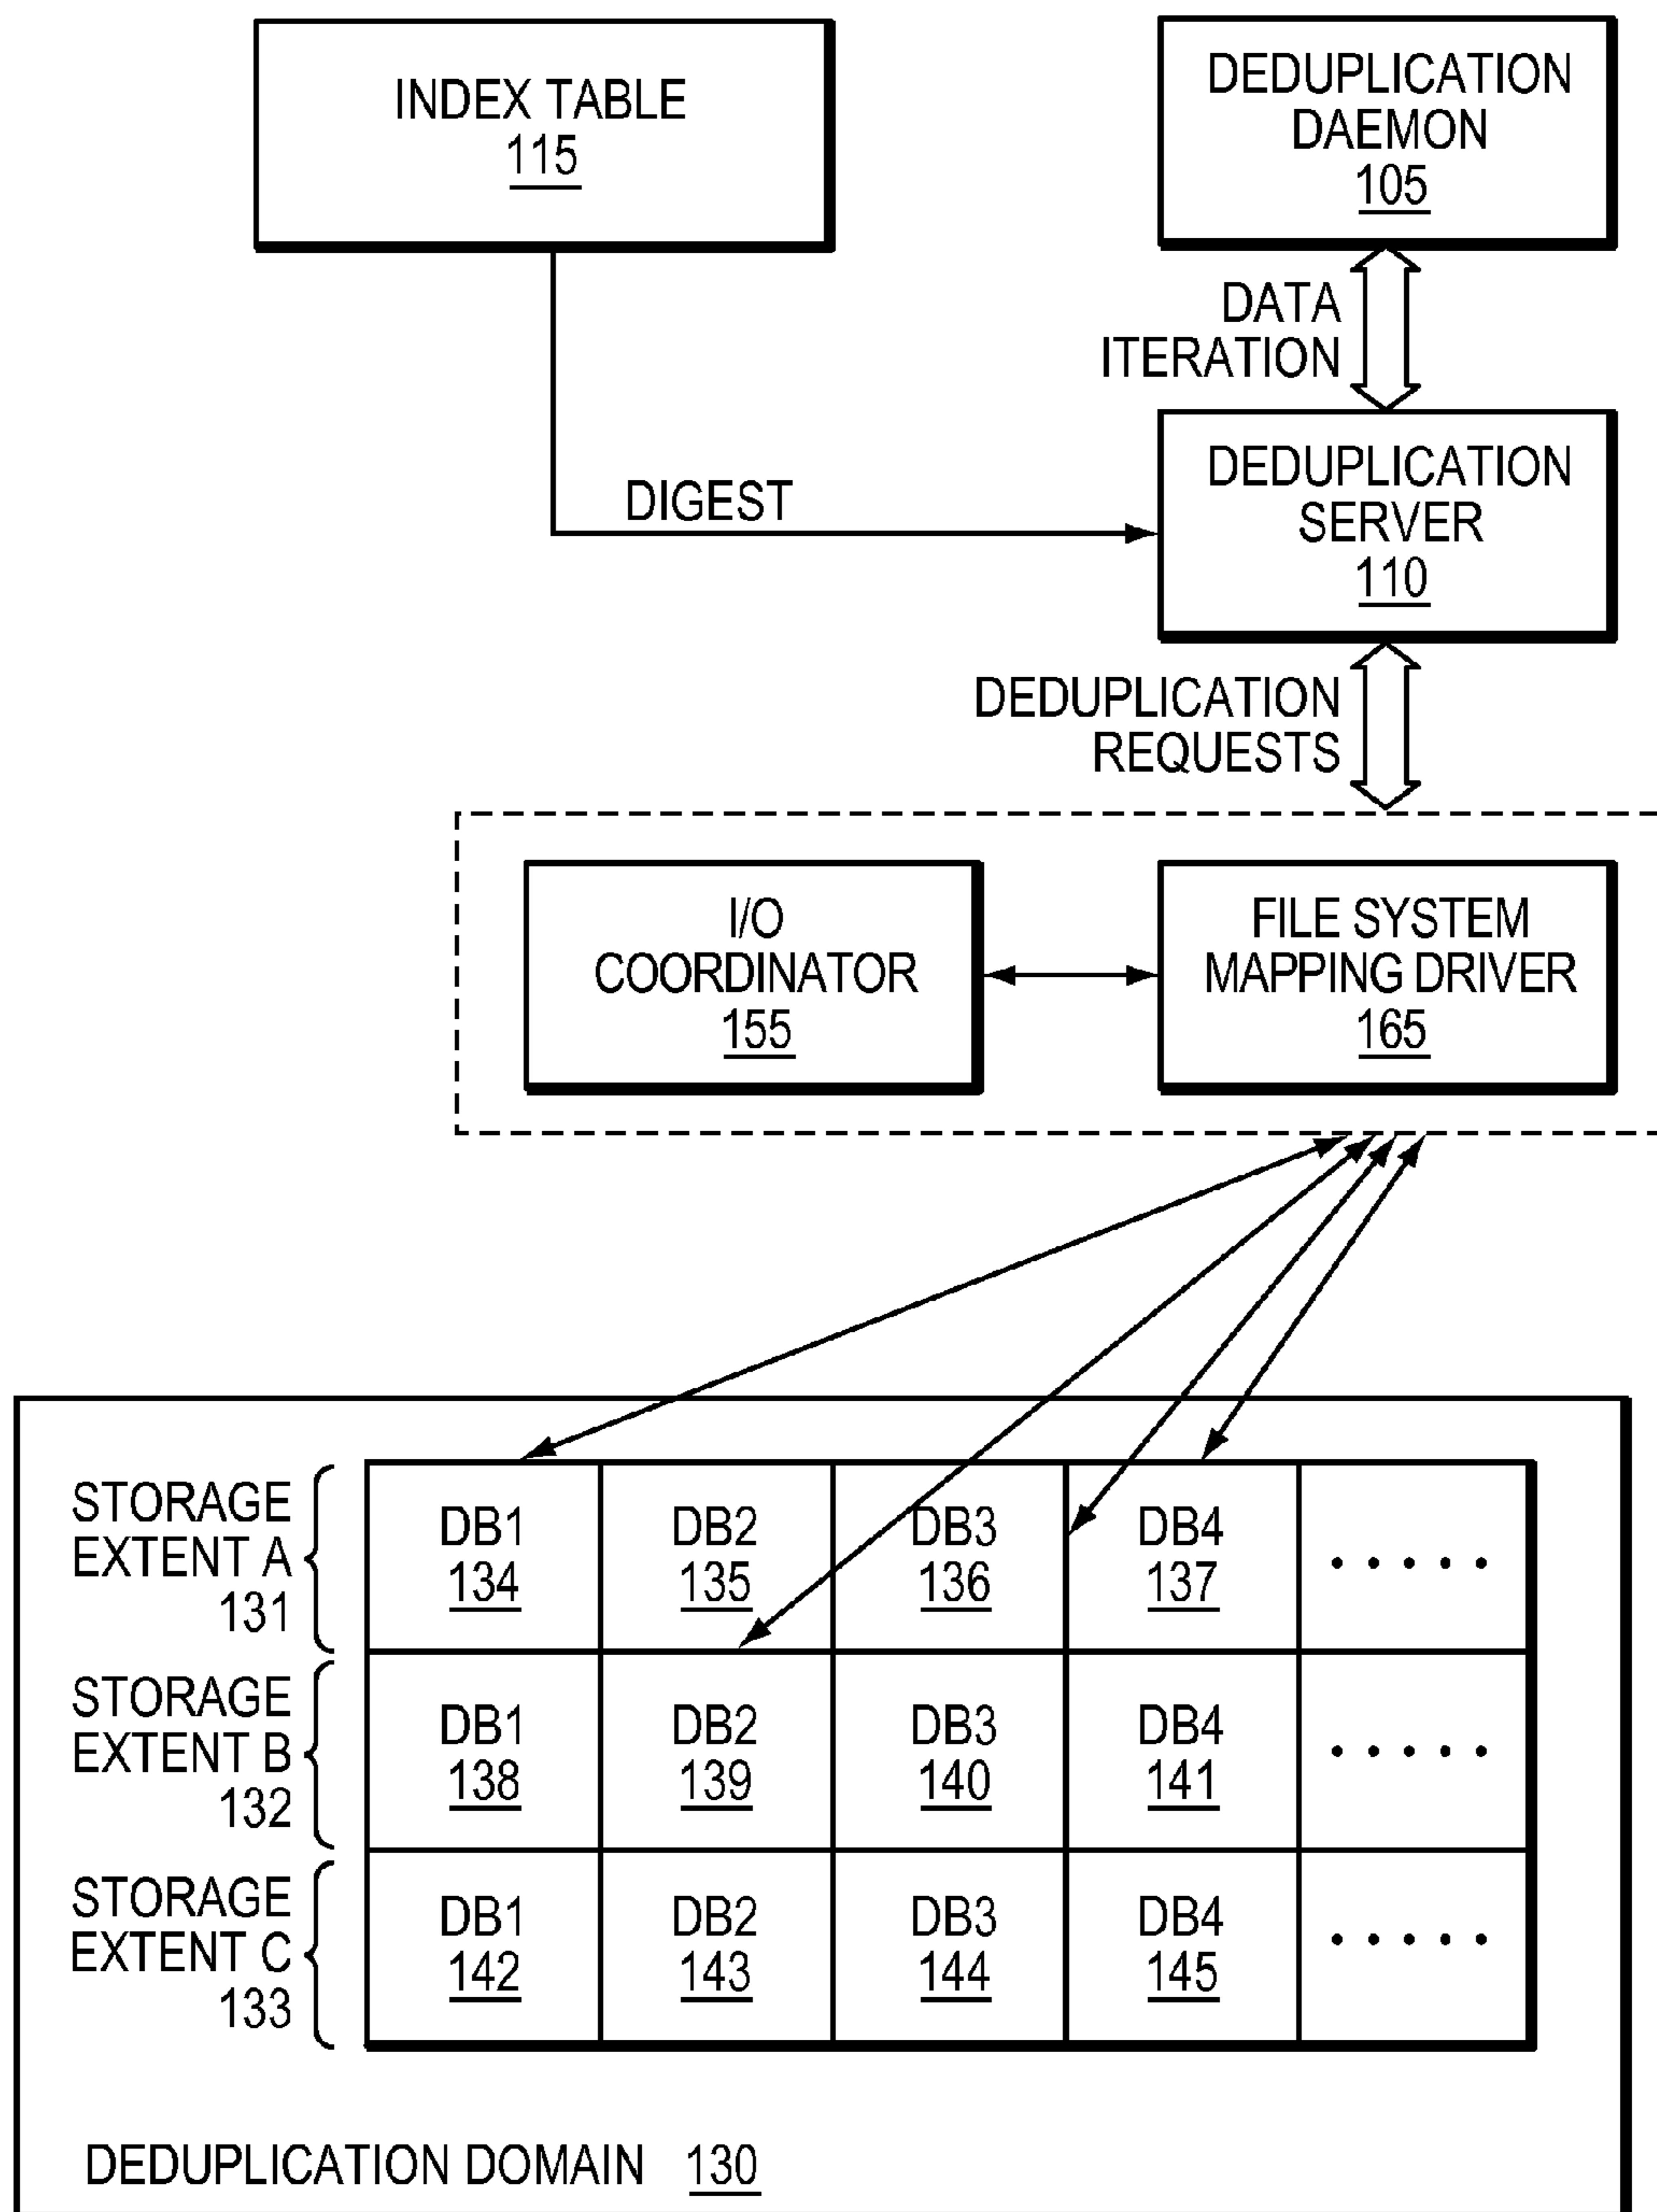 INDEX TABLE
115
DEDUPLICATION
DAEMON
105
DATA
ITERATION
DIGEST
DEDUPLICATION
SERVER
110
DEDUPLICATION
REQUESTS
I/O
COORDINATOR
155
FILE SYSTEM
MAPPING DRIVER
165
STORAGE
EXTENT A
131
DB1
134
DB2
135
DB3
136
DB4
137
.....
STORAGE
EXTENT B
132
DB1
138
DB2
139
DB3
140
DB4
141
.....
STORAGE
EXTENT C
133
DB1
142
DB2
143
DB3
144
DB4
145
.....
DEDUPLICATION DOMAIN 130